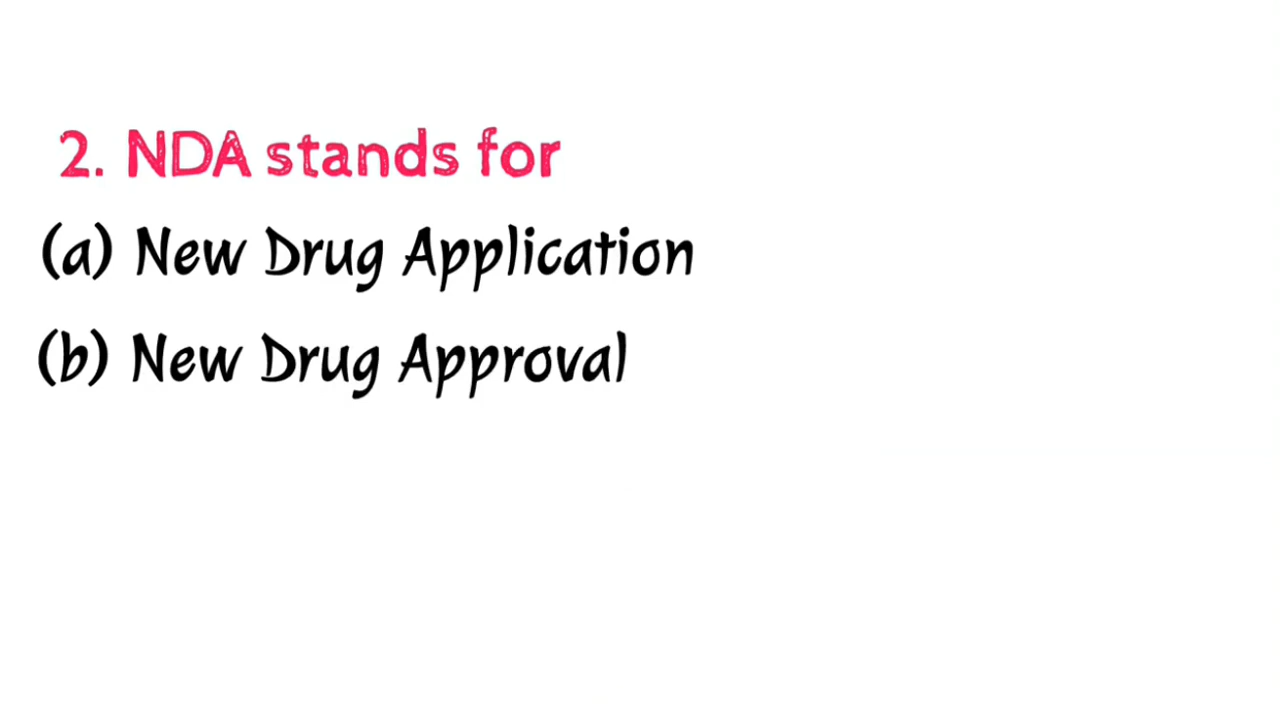 2. NDA stands for
(a) New Drug Application
(b) New Drug Approval